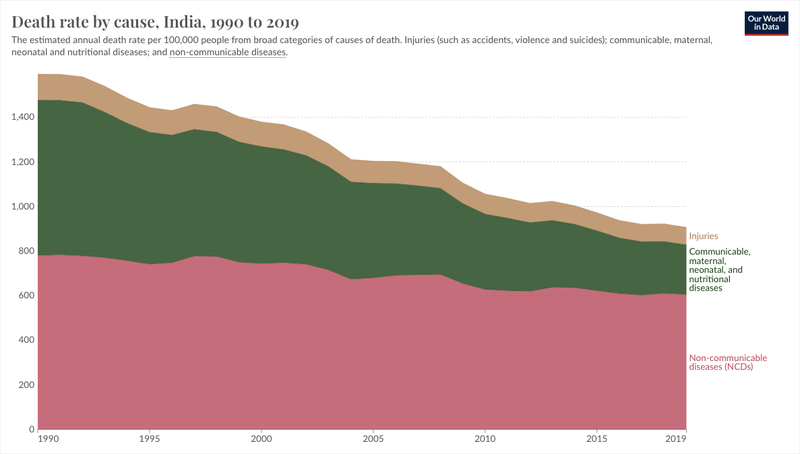 Death rate by cause, India, 1990 to 2019
Our World
in Data
The estimated annual death rate per 100,000 people from broad categories of causes of death. Injuries (such as accidents, violence and suicides); communicable, maternal,
neonatal and nutritional diseases; and non-communicable diseases.
1,400
1,200
1,000
800
600
400
200
0
Injuries
Communicable,
maternal,
neonatal, and
nutritional
diseases
Non-communicable
diseases (NCDs)
1990
1995
2000
2005
2010
2015
2019